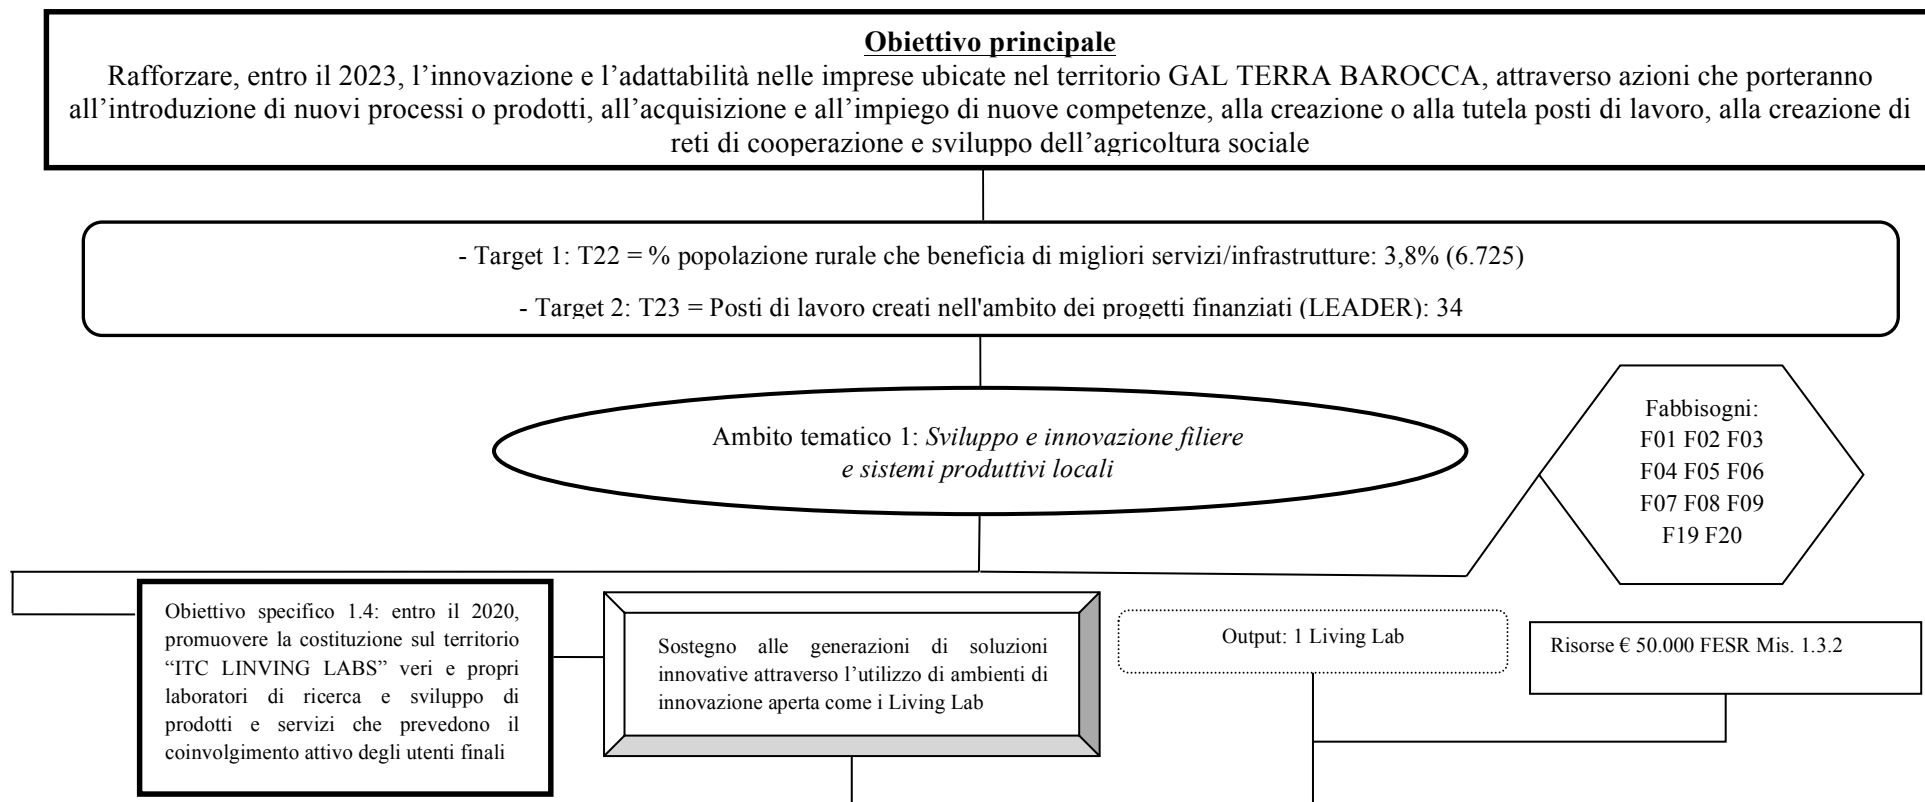 Obiettivo principale
Rafforzare, entro il 2023, l’innovazione e l’adattabilità nelle imprese ubicate nel territorio GAL TERRA BAROCCA, attraverso azioni che porteranno
all’introduzione di nuovi processi o prodotti, all’acquisizione e all’impiego di nuove competenze, alla creazione o alla tutela posti di lavoro, alla creazione di
reti di cooperazione e sviluppo dell’agricoltura sociale
- Target 1: T22 = % popolazione rurale che beneficia di migliori servizi/infrastrutture: 3,8% (6.725)
- Target 2: T23 = Posti di lavoro creati nell'ambito dei progetti finanziati (LEADER): 34
Ambito tematico 1: Sviluppo e innovazione filiere
e sistemi produttivi locali
Fabbisogni:
F01 F02 F03
F04 F05 F06
F07 F08 F09
F19 F20
Obiettivo specifico 1.4: entro il 2020,
promuovere la costituzione sul territorio
“ITC LINVING LABS” veri e propri
laboratori di ricerca e sviluppo di
prodotti e servizi che prevedono il
coinvolgimento attivo degli utenti finali
Sostegno alle generazioni di soluzioni
innovative attraverso l’utilizzo di ambienti di
innovazione aperta come i Living Lab
Output: 1 Living Lab
Risorse € 50.000 FESR Mis. 1.3.2